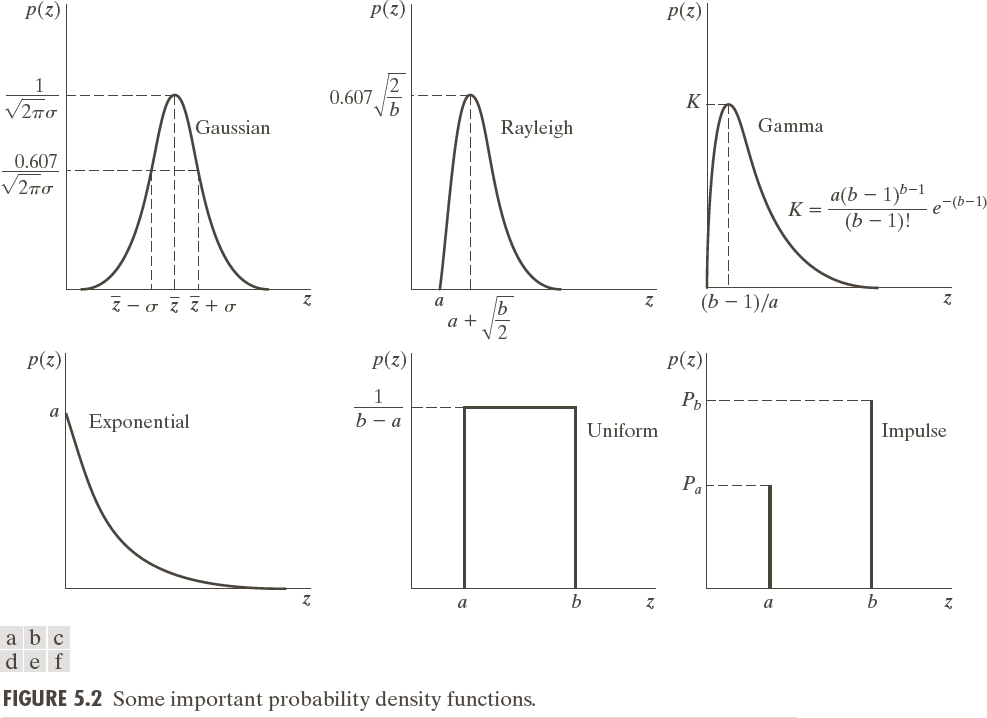 p(z)
1
√2πσ
0.607
√2πσ
Gaussian
z̄ − σ z̄ z̄ + σ z
p(z)
0.607 √2/b
Rayleigh
a z
a + √b/2
p(z)
K
Gamma
K = a(b − 1)^b−1 / (b − 1)! e^−(b−1)
(b − 1)/a z
p(z)
a
Exponential
z
p(z)
1
b − a
Uniform
a b z
p(z)
P_b
Impulse
P_a
a b z
a b c
d e f
FIGURE 5.2 Some important probability density functions.